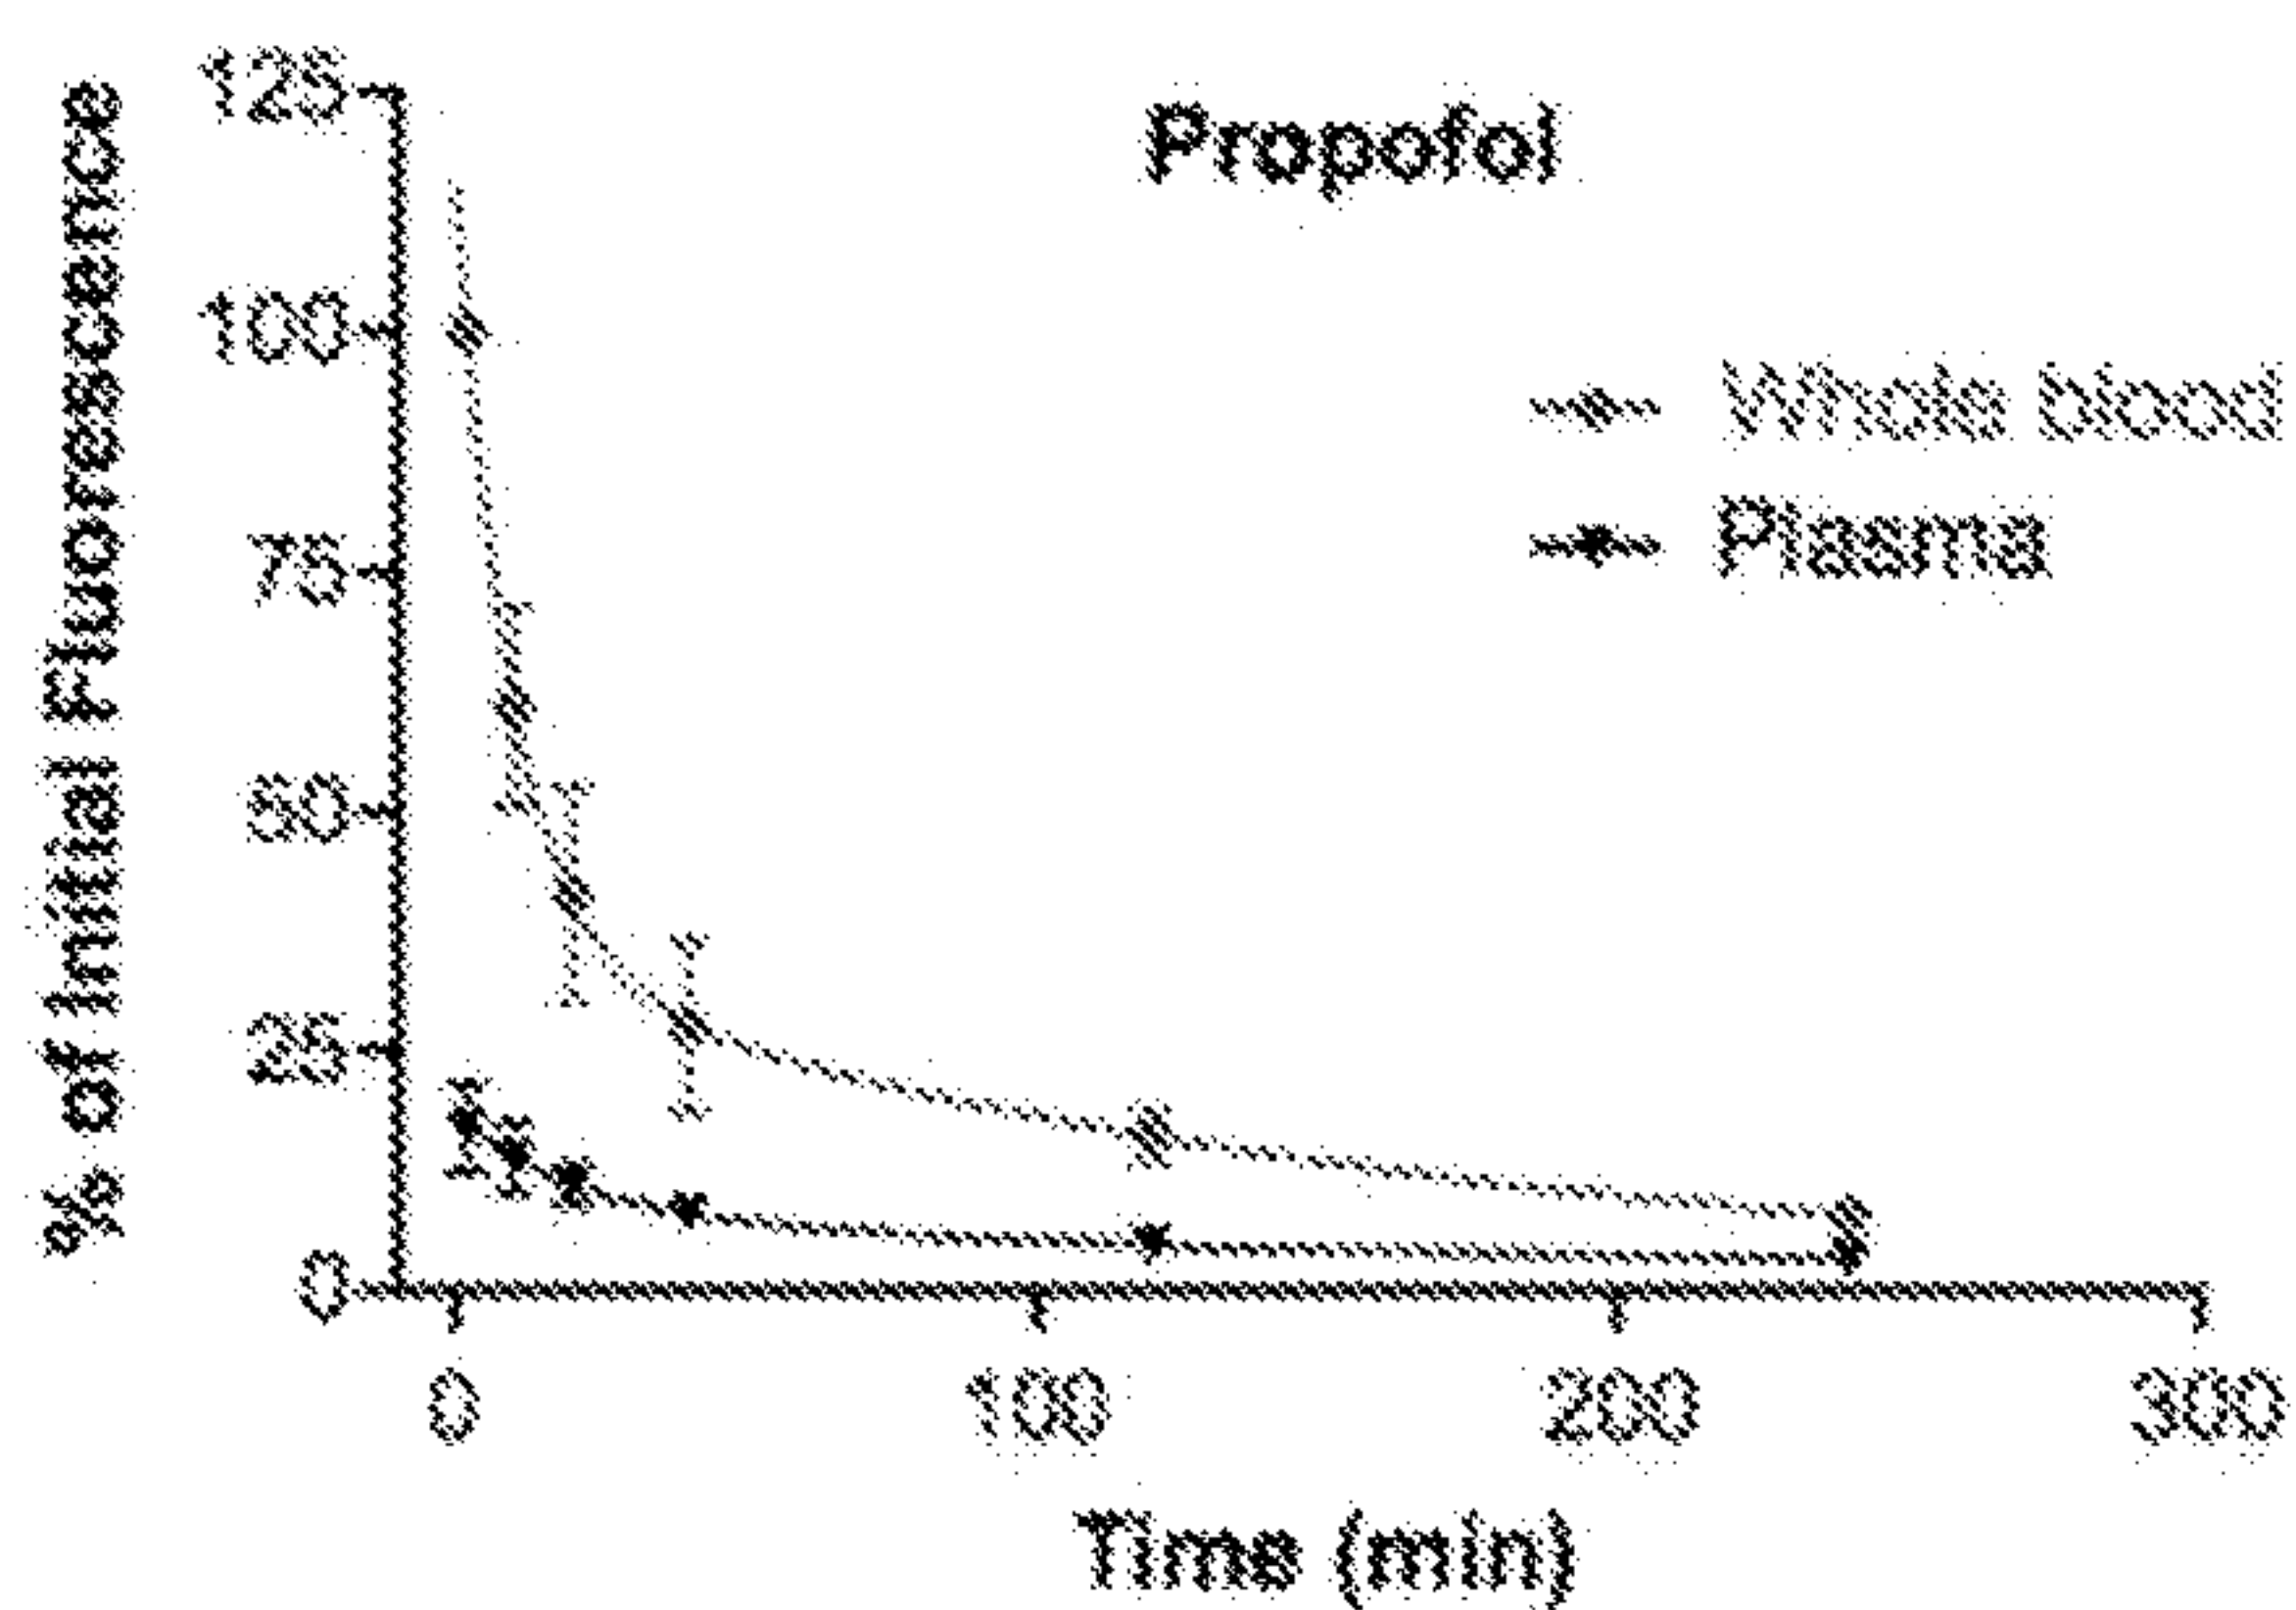 Propofol
% of Initial Fluorescence
125
100
75
50
25
0
Whole blood
Plasma
0 100 200 300
Time (min)